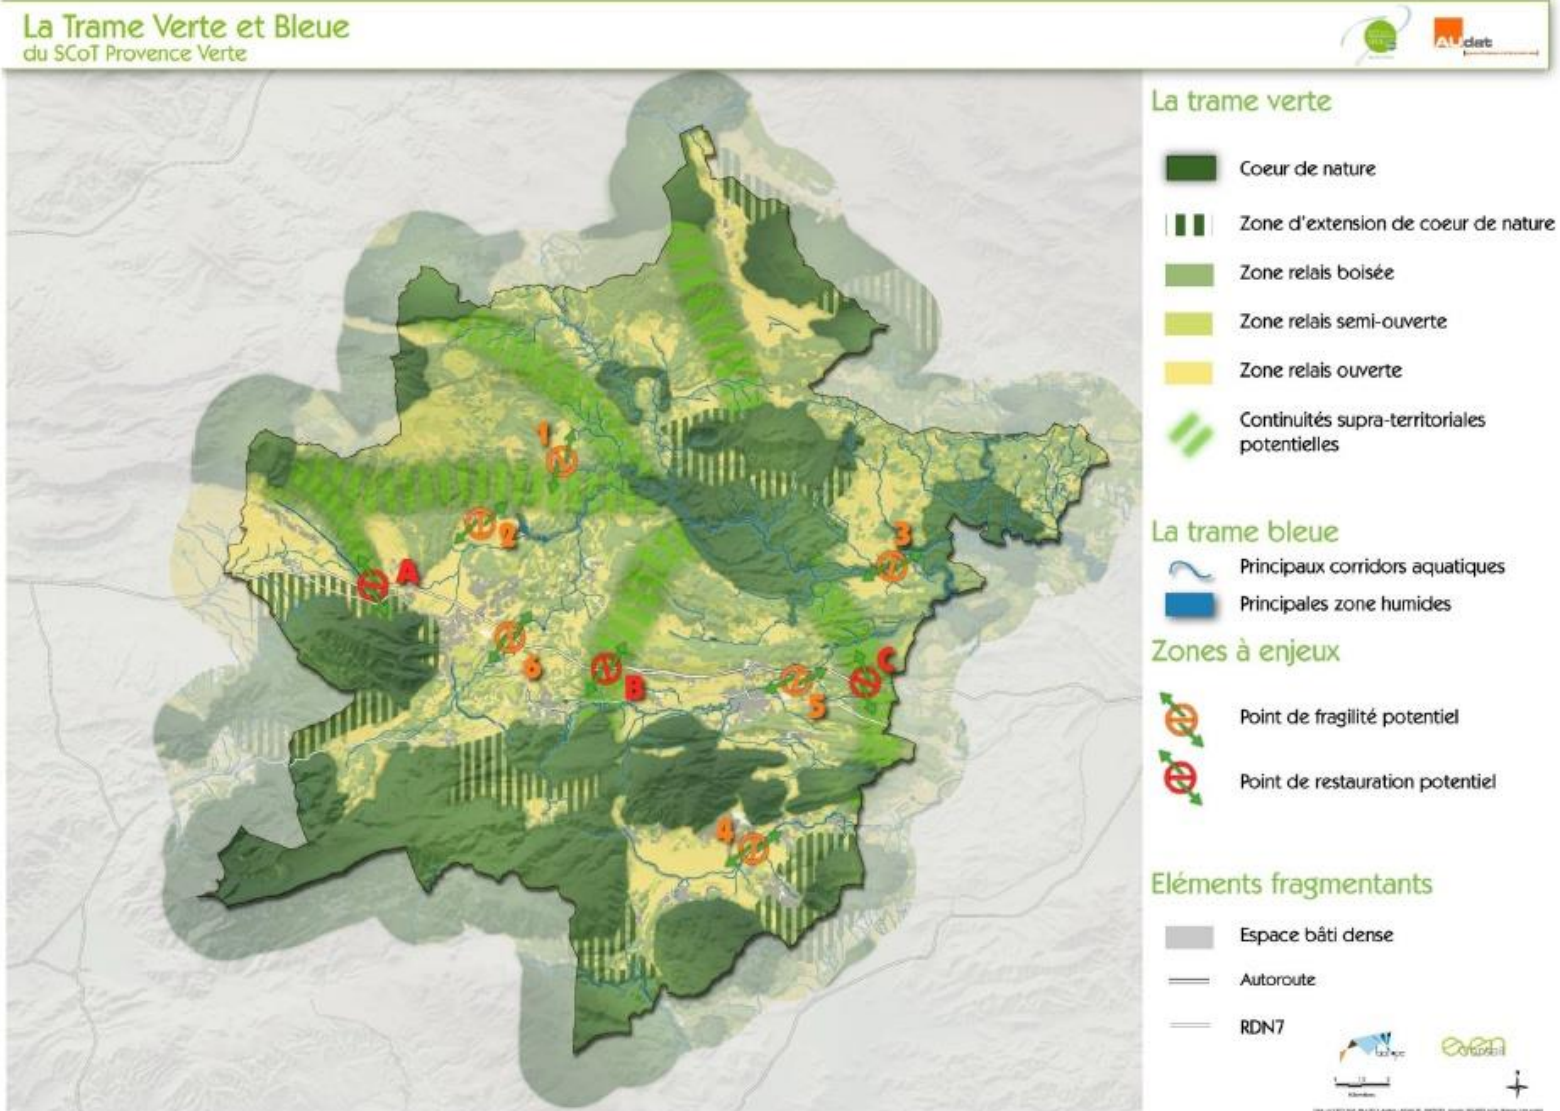 La Trame Verte et Bleue
du SCoT Provence Verte
AUdat
La trame verte
Coeur de nature
Zone d'extension de coeur de nature
Zone relais boisée
Zone relais semi-ouverte
Zone relais ouverte
Continuités supra-territoriales
potentielles
La trame bleue
Principaux corridors aquatiques
Principales zone humides
Zones à enjeux
Point de fragilité potentiel
Point de restauration potentiel
Eléments fragmentants
Espace bâti dense
Autoroute
RDN7
1
2
3
A
C
6
B
5
4